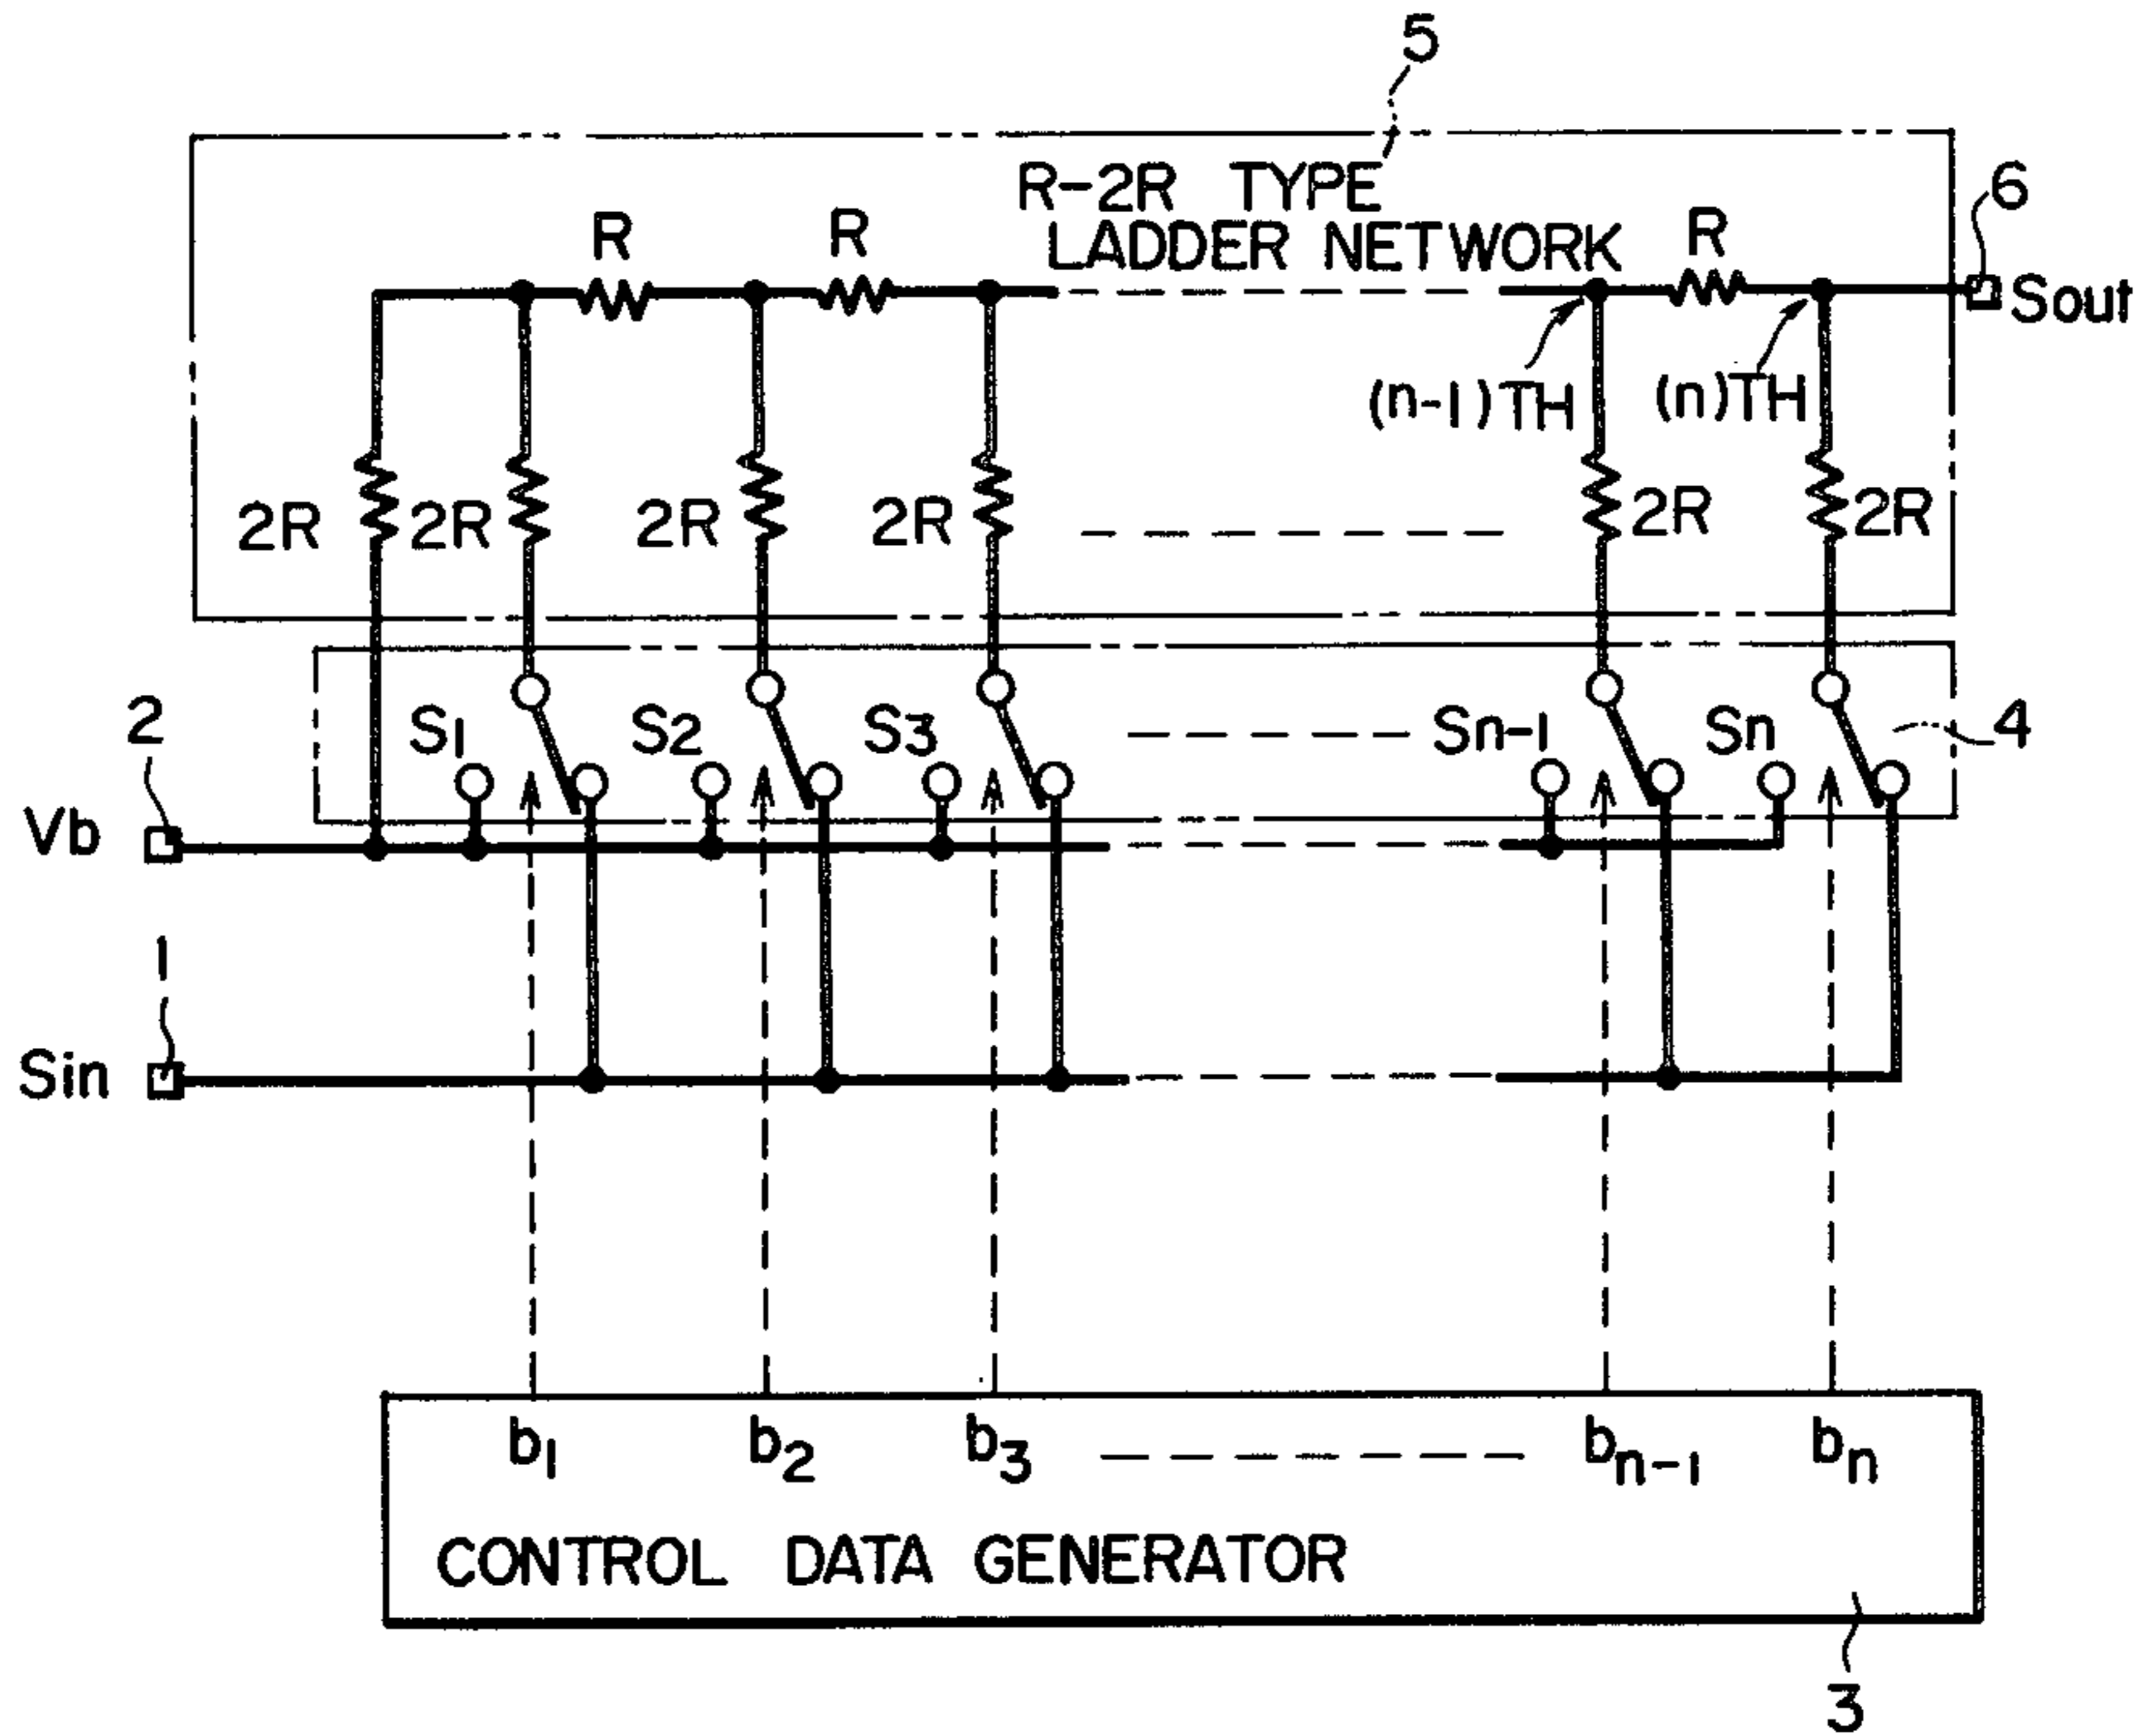 5
R-2R TYPE
LADDER NETWORK
6
R
R
R
Sout
(n-1)TH
(n)TH
2R
2R
2R
2R
2R
2R
2
S1
S2
S3
Sn-1
Sn
4
Vb
1
Sin
b1
b2
b3
bn-1
bn
CONTROL DATA GENERATOR
3